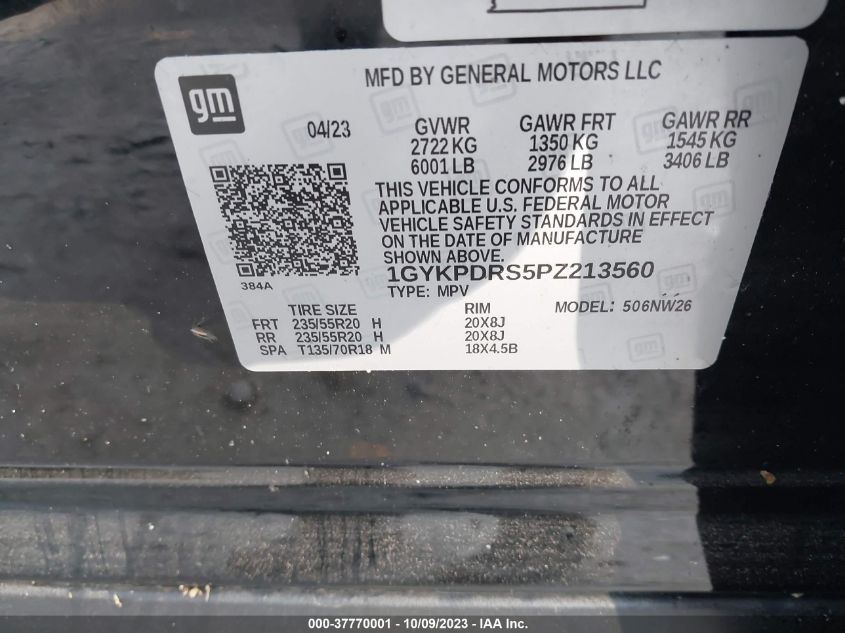 gm
MFD BY GENERAL MOTORS LLC
04/23 GVWR GAWR FRT GAWR RR
2722 KG 1350 KG 1545 KG
6001 LB 2976 LB 3406 LB
THIS VEHICLE CONFORMS TO ALL
APPLICABLE U.S. FEDERAL MOTOR
VEHICLE SAFETY STANDARDS IN EFFECT
ON THE DATE OF MANUFACTURE
SHOWN ABOVE.
1GYKPDRS5PZ213560
384A
TYPE: MPV MODEL: 506NW26
TIRE SIZE RIM
FRT 235/55R20 H 20X8J
RR 235/55R20 H 20X8J
SPA T135/70R18 M 18X4.5B
000-37770001 - 10/09/2023 - IAA Inc.